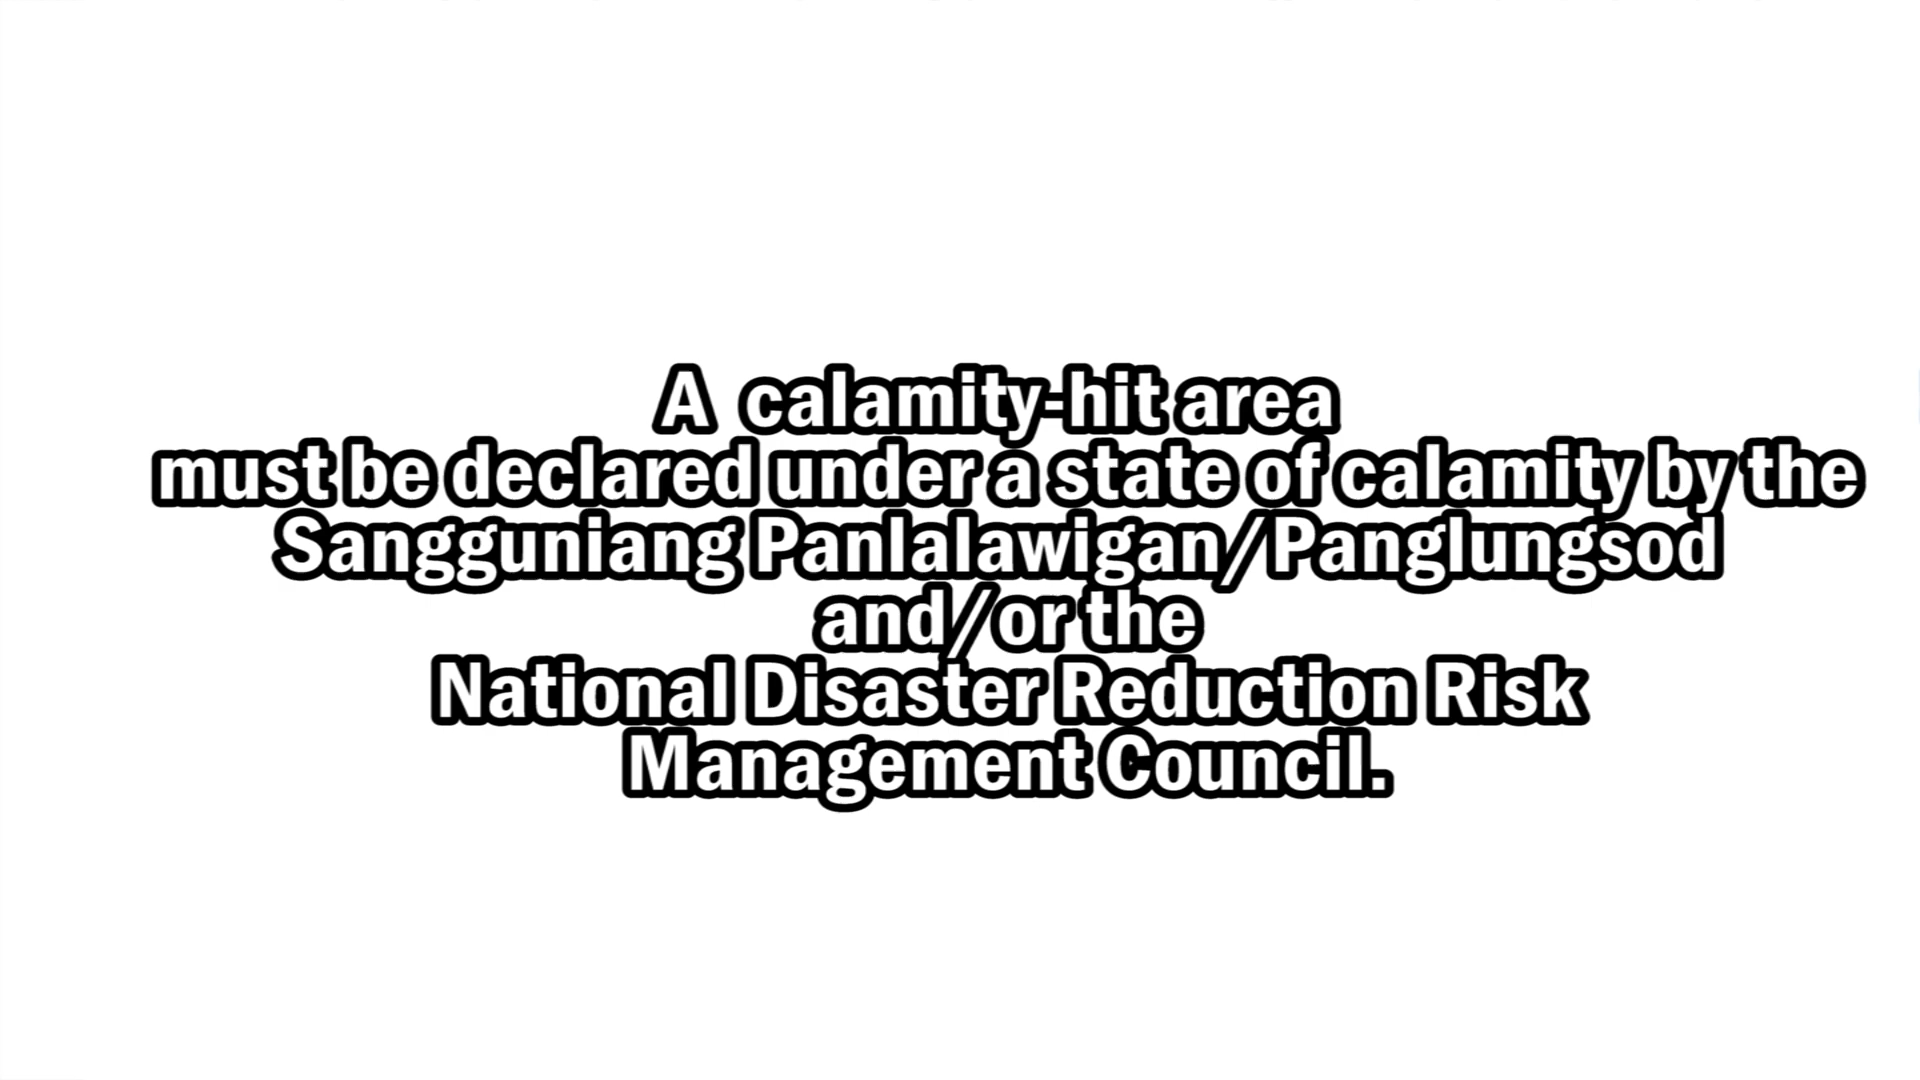 A calamity-hit area
must be declared under a state of calamity by the
Sangguniang Panlalawigan/Panglungsod
and/or the
National Disaster Reduction Risk
Management Council.